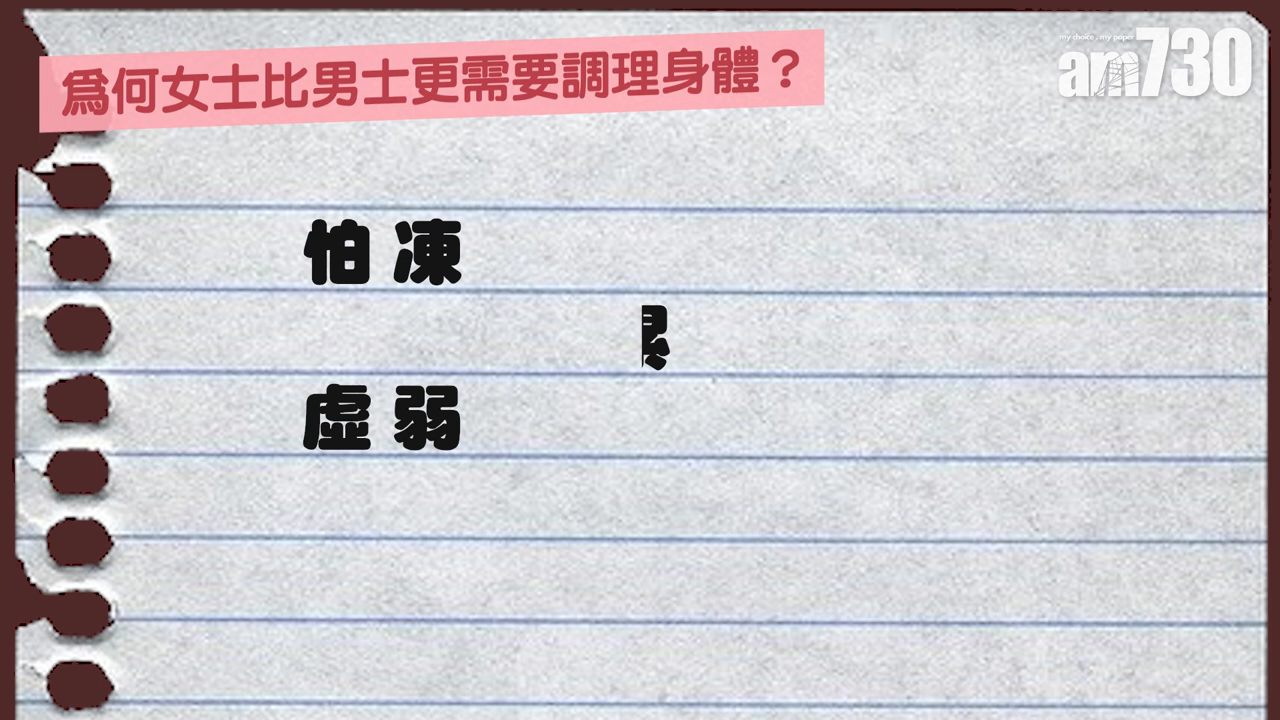 為何女士比男士更需要調理身體？
my choice . my paper
am730
怕凍
虛弱